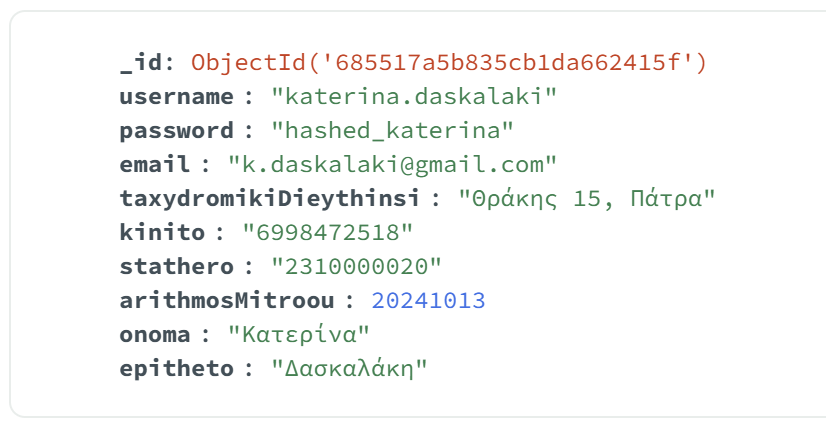 _id: ObjectId('685517a5b835cb1da662415f')
username : "katerina.daskalaki"
password : "hashed_katerina"
email : "k.daskalaki@gmail.com"
taxydromikiDieythinsi : "Θράκης 15, Πάτρα"
kinito : "6998472518"
stathero : "2310000020"
arithmosMitroou : 20241013
onoma : "Κατερίνα"
epitheto : "Δασκαλάκη"